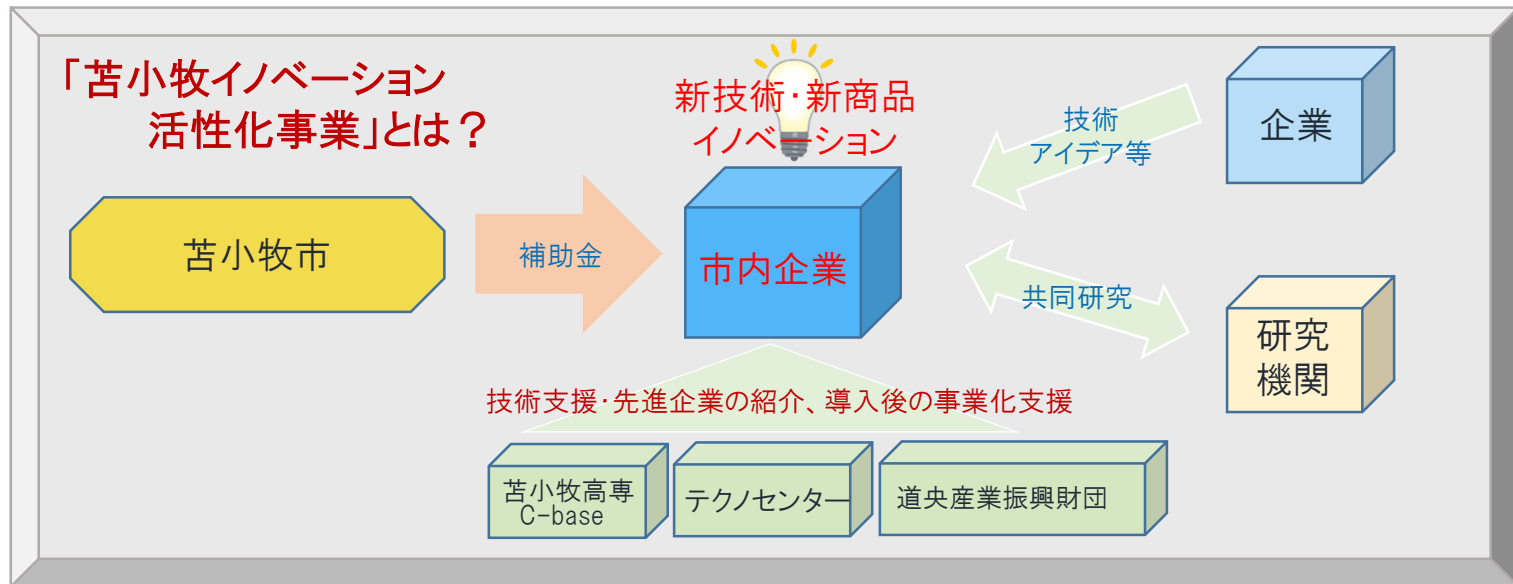 「苫小牧イノベーション
活性化事業」とは？
新技術・新商品
イノベーション
技術
アイデア等
企業
苫小牧市
補助金
市内企業
共同研究
研究
機関
技術支援・先進企業の紹介、導入後の事業化支援
苫小牧高専
C-base
テクノセンター
道央産業振興財団